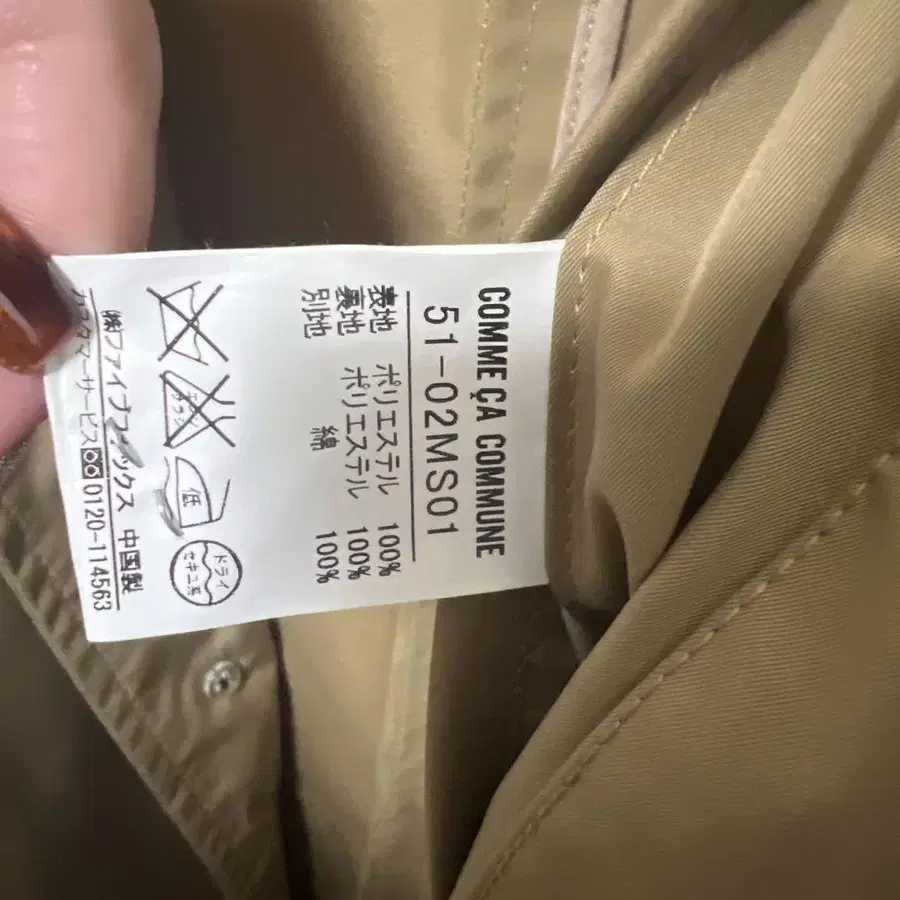 COMME ÇA COMMUNE
51-02MS01
表地 ポリエステル 100%
裏地 ポリエステル 100%
別地 綿 100%
低
ドライ
セキユ系
㈱ファイブフォックス 中国製
カスタマーサービス 0120-114563